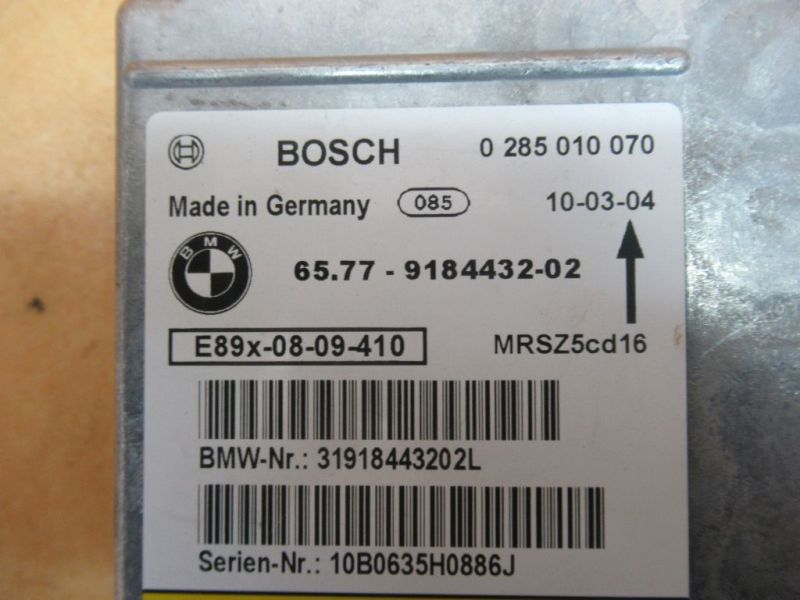 BOSCH 0 285 010 070
Made in Germany 085 10-03-04
BMW 65.77 - 9184432-02
E89x-08-09-410 MRSZ5cd16
BMW-Nr.: 31918443202L
Serien-Nr.: 10B0635H0886J